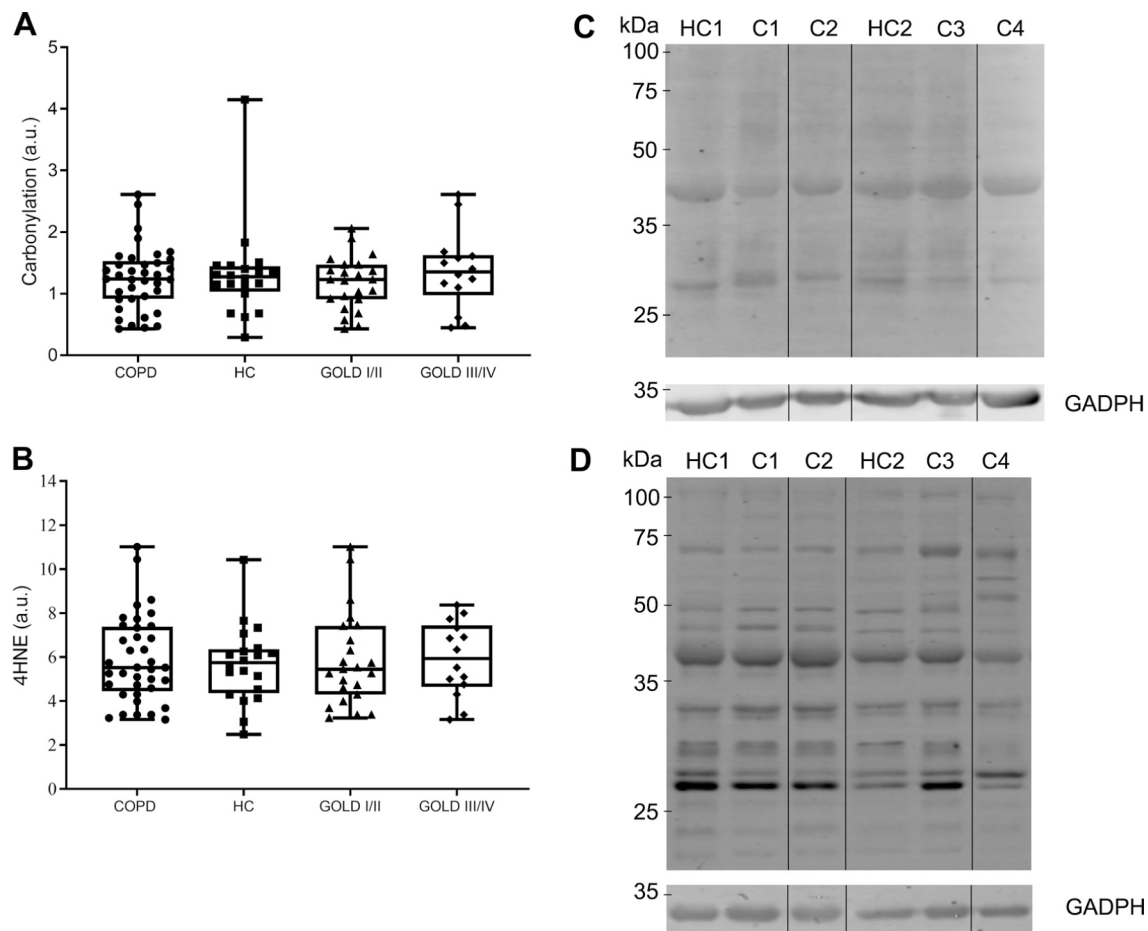 A
Carbonylation (a.u.)
5
4
3
2
1
0
COPD HC GOLD I/II GOLD III/IV
B
4HNE (a.u.)
14
12
10
8
6
4
2
0
COPD HC GOLD I/II GOLD III/IV
C
kDa HC1 C1 C2 HC2 C3 C4
100
75
50
35
25
35
GADPH
D
kDa HC1 C1 C2 HC2 C3 C4
100
75
50
35
25
35
GADPH